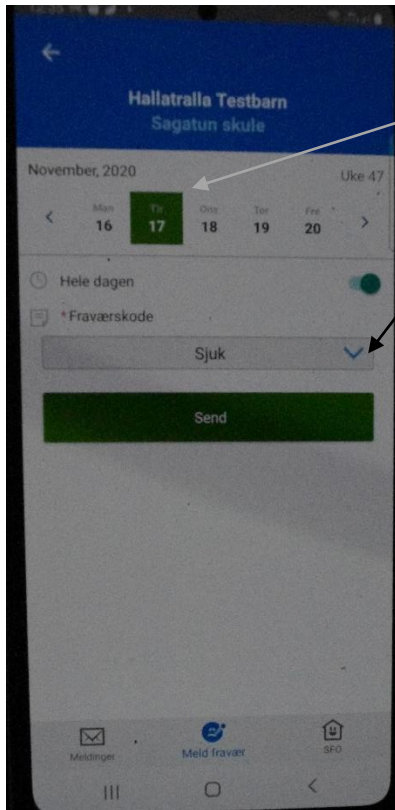 Hallatralla Testbarn
Sagatun skule
November, 2020 Uke 47
Man Tir Ons Tor Fre
16 17 18 19 20
Hele dagen
*Fraværskode
Sjuk
Send
Meldinger Meld fravær SFO